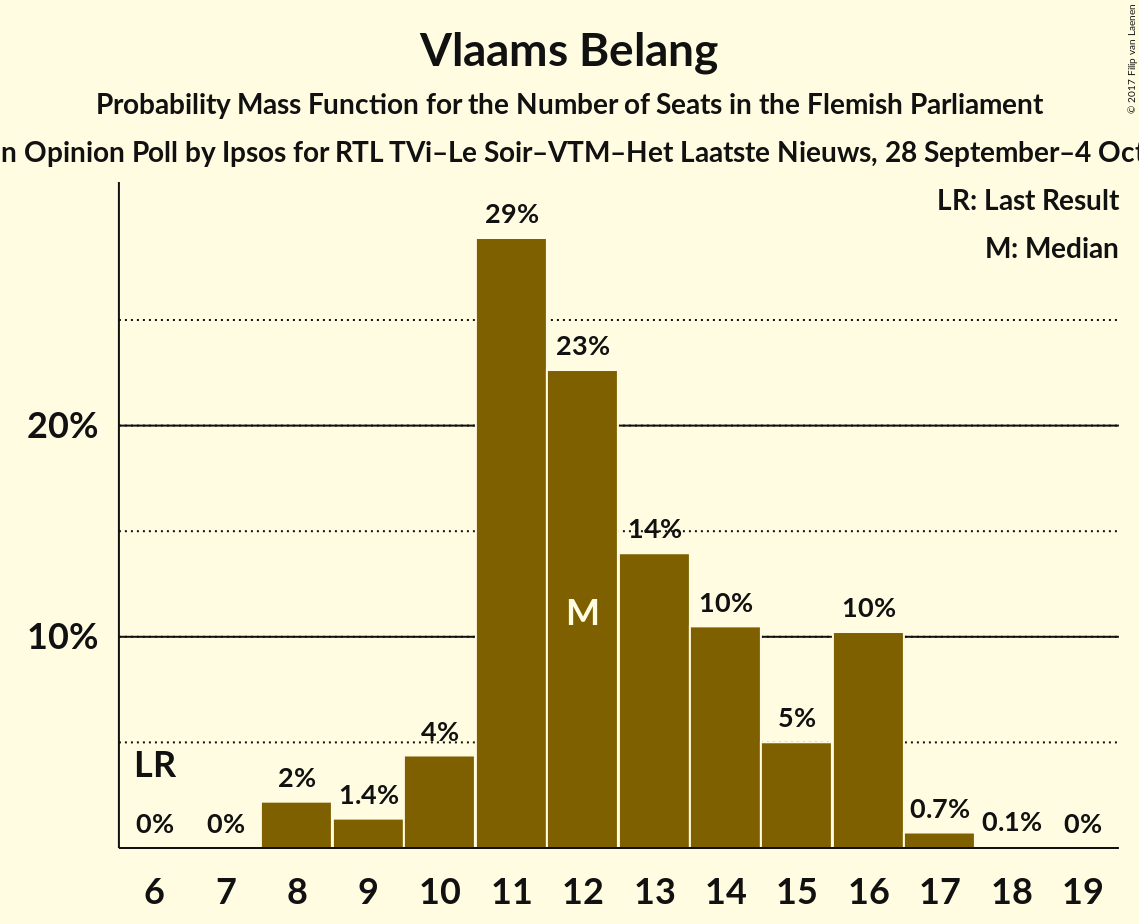 Vlaams Belang
Probability Mass Function for the Number of Seats in the Flemish Parliament
n Opinion Poll by Ipsos for RTL TVi–Le Soir–VTM–Het Laatste Nieuws, 28 September–4 Oct
© 2017 Filip van Laenen
LR: Last Result
M: Median
29%
23%
20%
14%
M
10%
10%
10%
5%
4%
LR
2%
1.4%
0%
0%
0.7%
0.1%
0%
6 7 8 9 10 11 12 13 14 15 16 17 18 19